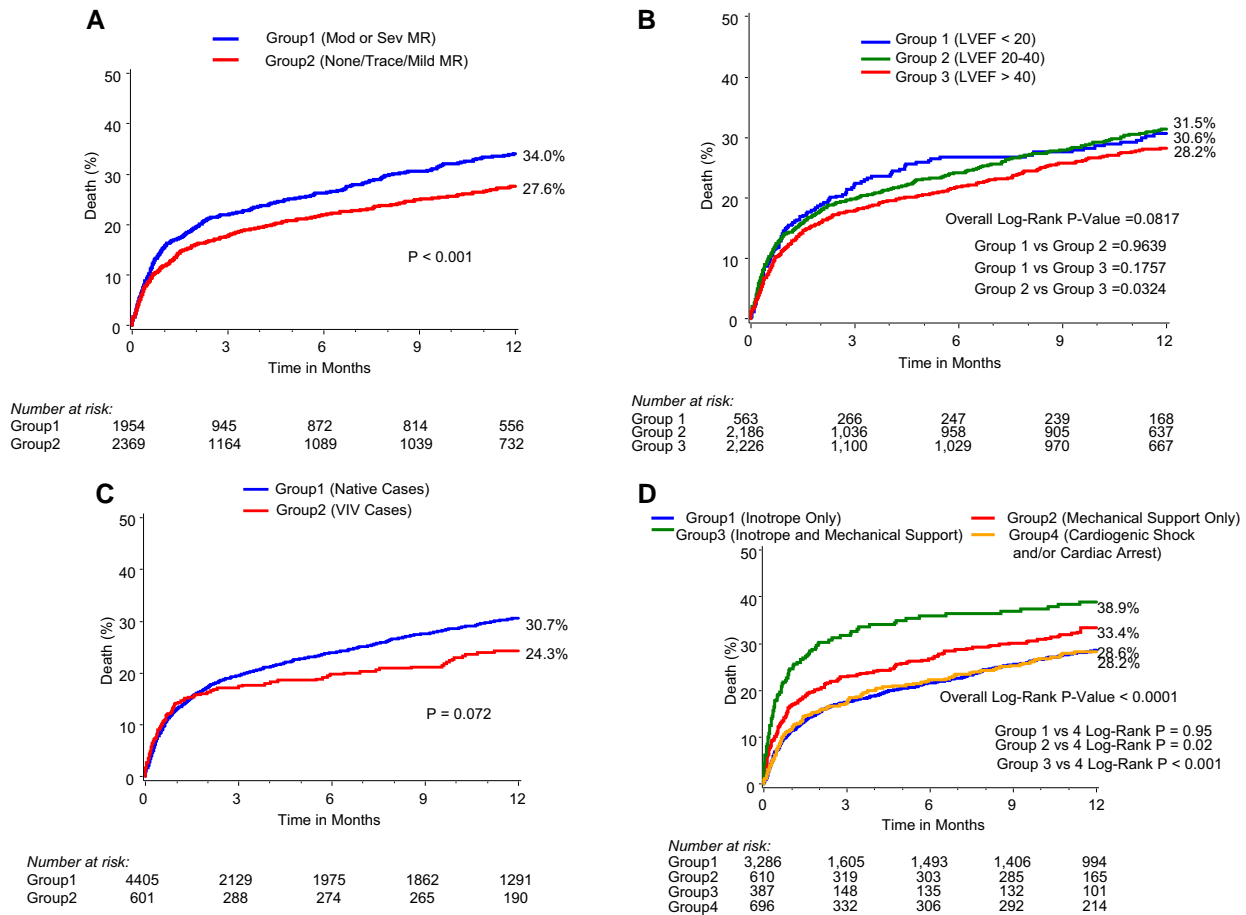 A
Group1 (Mod or Sev MR)
Group2 (None/Trace/Mild MR)
50
40
30
20
10
0
Death (%)
34.0%
27.6%
P < 0.001
0 3 6 9 12
Time in Months
Number at risk:
Group1 1954 945 872 814 556
Group2 2369 1164 1089 1039 732
B
Group 1 (LVEF < 20)
Group 2 (LVEF 20-40)
Group 3 (LVEF > 40)
50
40
30
20
10
0
Death (%)
31.5%
30.6%
28.2%
Overall Log-Rank P-Value =0.0817
Group 1 vs Group 2 =0.9639
Group 1 vs Group 3 =0.1757
Group 2 vs Group 3 =0.0324
0 3 6 9 12
Time in Months
Number at risk:
Group 1 563 266 247 239 168
Group 2 2,186 1,036 958 905 637
Group 3 2,226 1,100 1,029 970 667
C
Group1 (Native Cases)
Group2 (VIV Cases)
50
40
30
20
10
0
Death (%)
30.7%
24.3%
P = 0.072
0 3 6 9 12
Time in Months
Number at risk:
Group1 4405 2129 1975 1862 1291
Group2 601 288 274 265 190
D
Group1 (Inotrope Only)
Group2 (Mechanical Support Only)
Group3 (Inotrope and Mechanical Support)
Group4 (Cardiogenic Shock
and/or Cardiac Arrest)
50
40
30
20
10
0
Death (%)
38.9%
33.4%
28.6%
28.2%
Overall Log-Rank P-Value < 0.0001
Group 1 vs 4 Log-Rank P = 0.95
Group 2 vs 4 Log-Rank P = 0.02
Group 3 vs 4 Log-Rank P < 0.001
0 3 6 9 12
Time in Months
Number at risk:
Group1 3,286 1,605 1,493 1,406 994
Group2 610 319 303 285 165
Group3 387 148 135 132 101
Group4 696 332 306 292 214